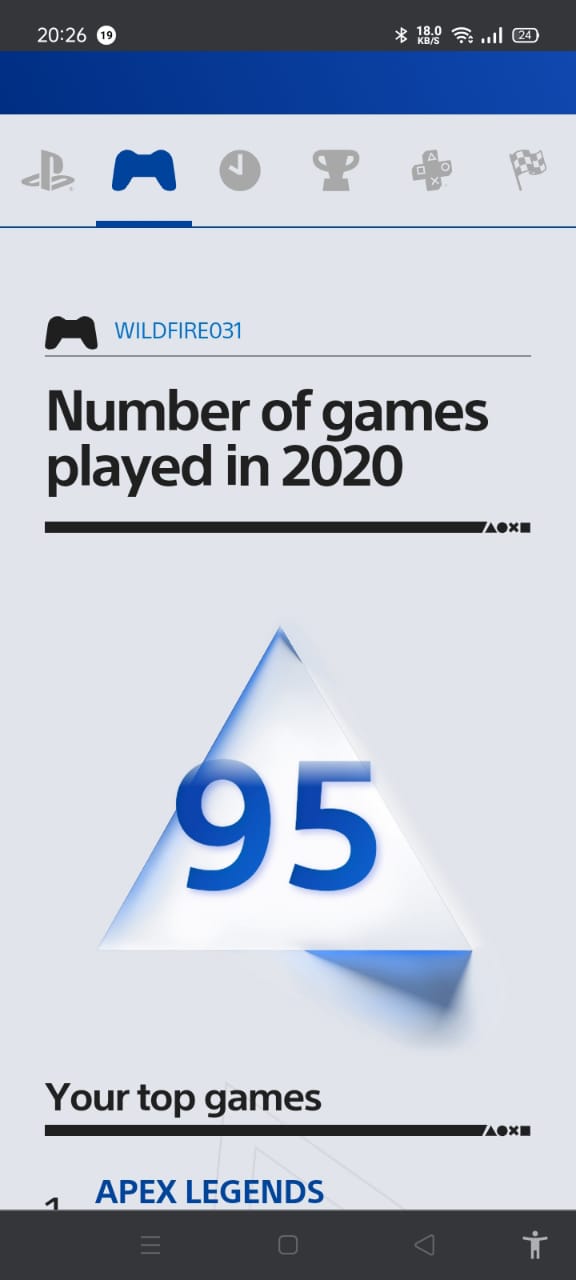 20:26 19 18.0 KB/S 24
WILDFIRE031
Number of games
played in 2020
95
Your top games
1 APEX LEGENDS